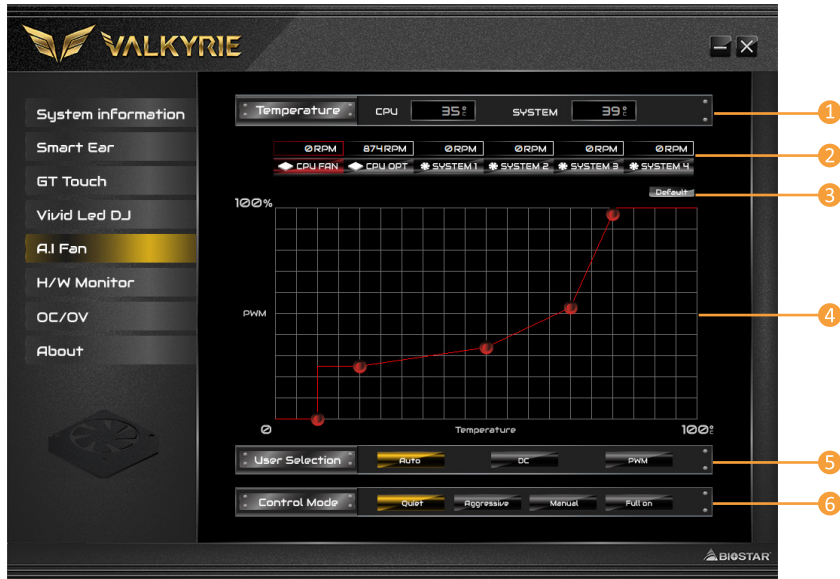 VALKYRIE
System information
Smart Ear
GT Touch
Vivid Led DJ
A.I Fan
H/W Monitor
OC/OV
About
Temperature CPU 35°C SYSTEM 39°C 1
0RPM 874RPM 0RPM 0RPM 0RPM 0RPM 2
CPU FAN CPU OPT SYSTEM 1 SYSTEM 2 SYSTEM 3 SYSTEM 4
Default 3
100%
PWM 4
0 Temperature 100°C
User Selection Auto DC PWM 5
Control Mode Quiet Aggressive Manual Full on 6
BIOSTAR